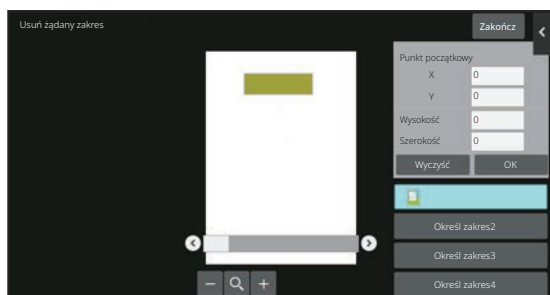 Usuń żądany zakres
Zakończ
Punkt początkowy
X 0
Y 0
Wysokość 0
Szerokość 0
Wyczyść OK
Określ zakres2
Określ zakres3
Określ zakres4